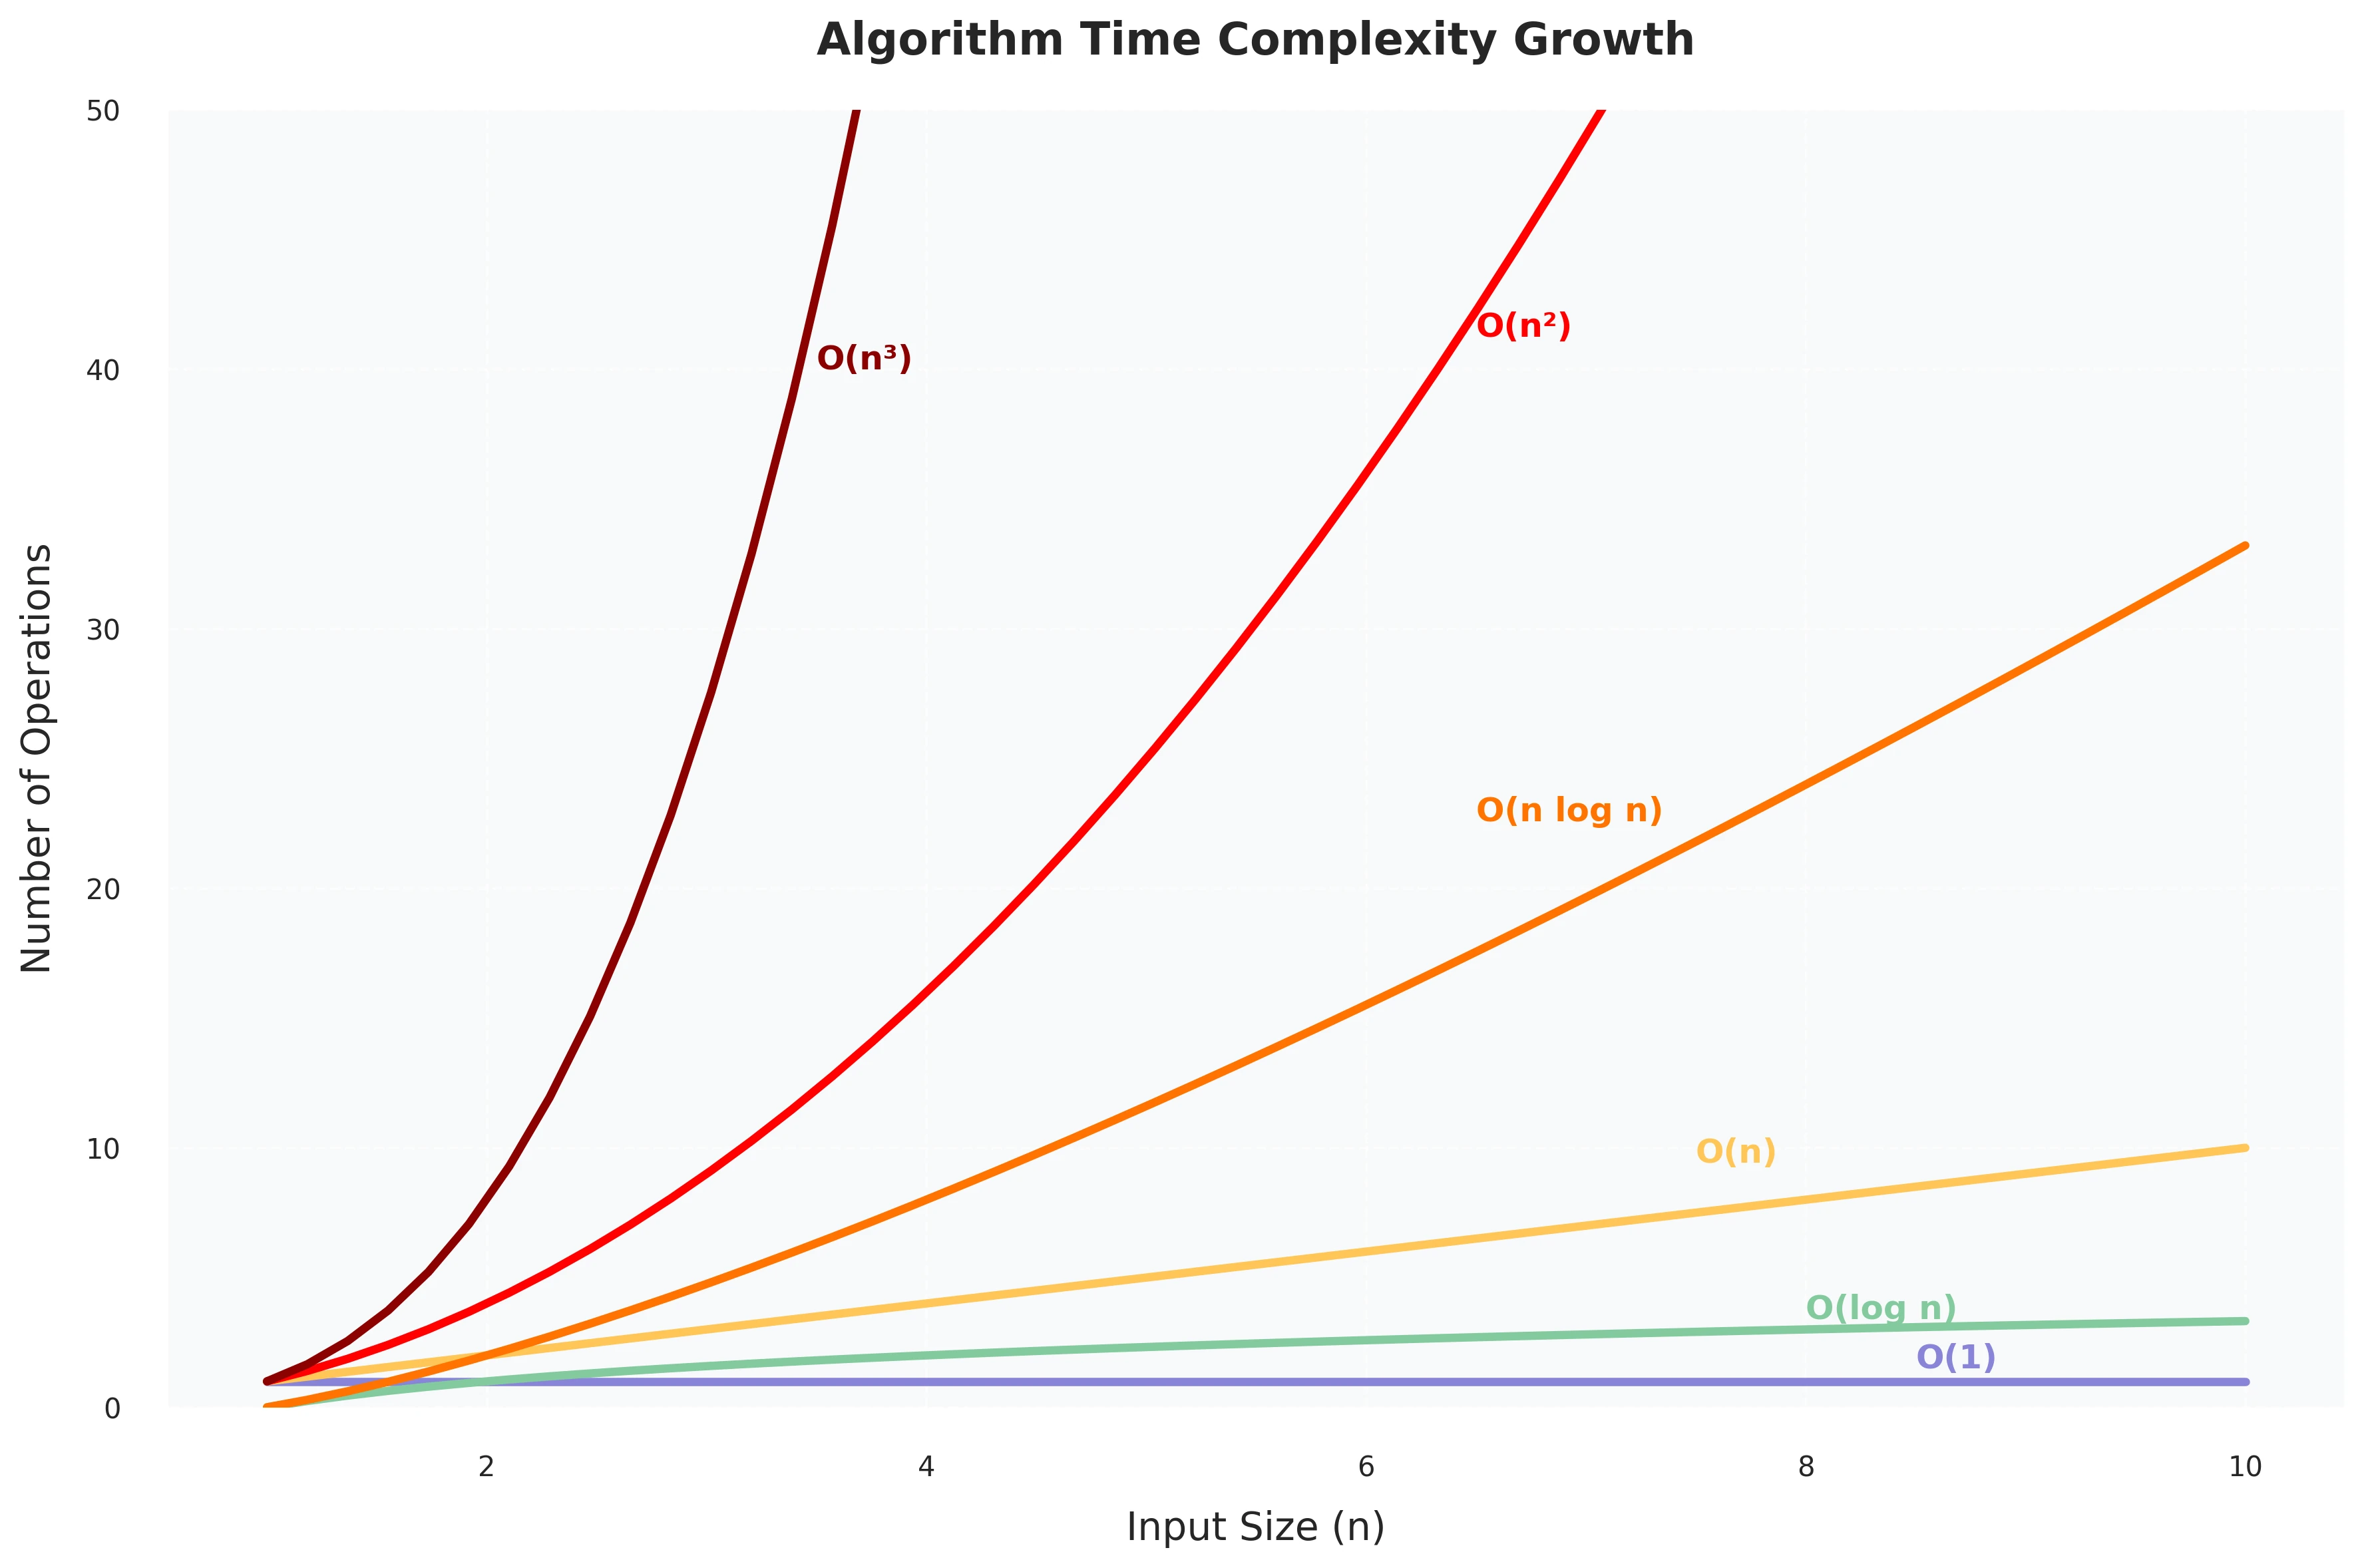 Algorithm Time Complexity Growth
50
40
30
20
10
0
Number of Operations
O(n³)
O(n²)
O(n log n)
O(n)
O(log n)
O(1)
2 4 6 8 10
Input Size (n)